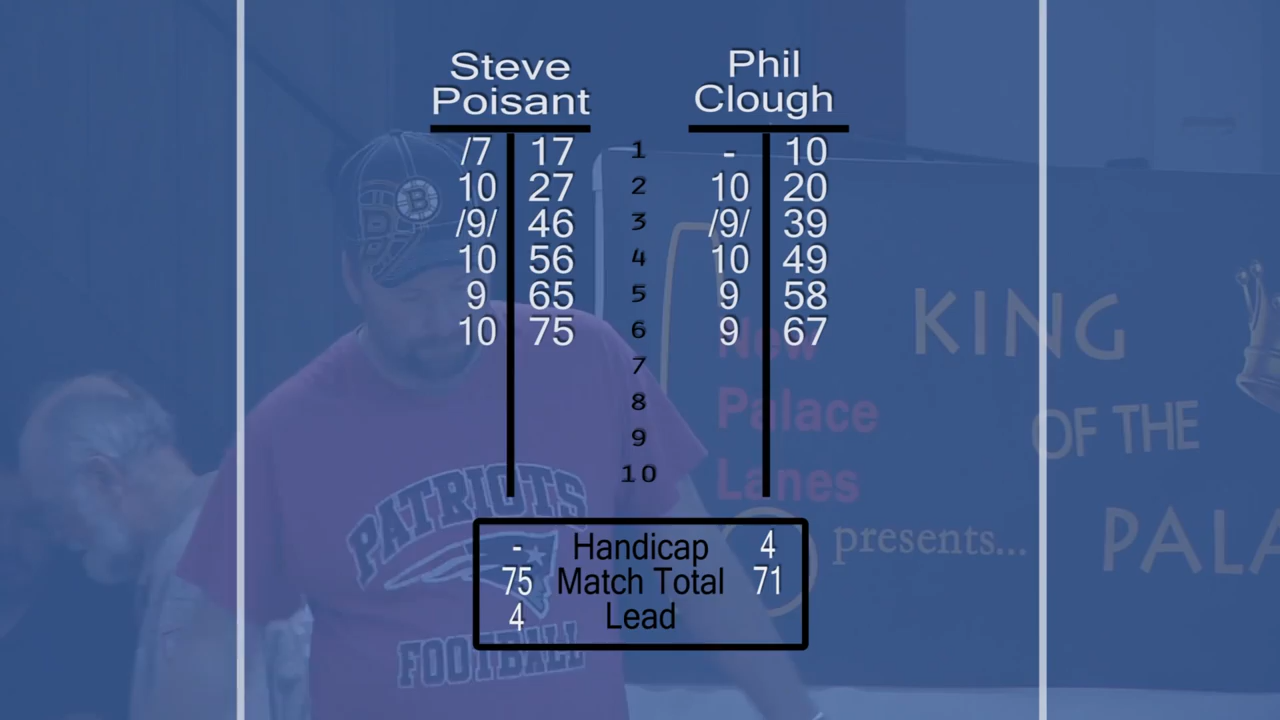 Steve Poisant
Phil Clough
/7 17 1 - 10
10 27 2 10 20
/9/ 46 3 /9/ 39
10 56 4 10 49
9 65 5 9 58
10 75 6 9 67
7
8
9
10
- Handicap 4
75 Match Total 71
4 Lead
B
PATRIOTS
FOOTBALL
New
Palace
Lanes
presents...
KING
OF THE
PALA